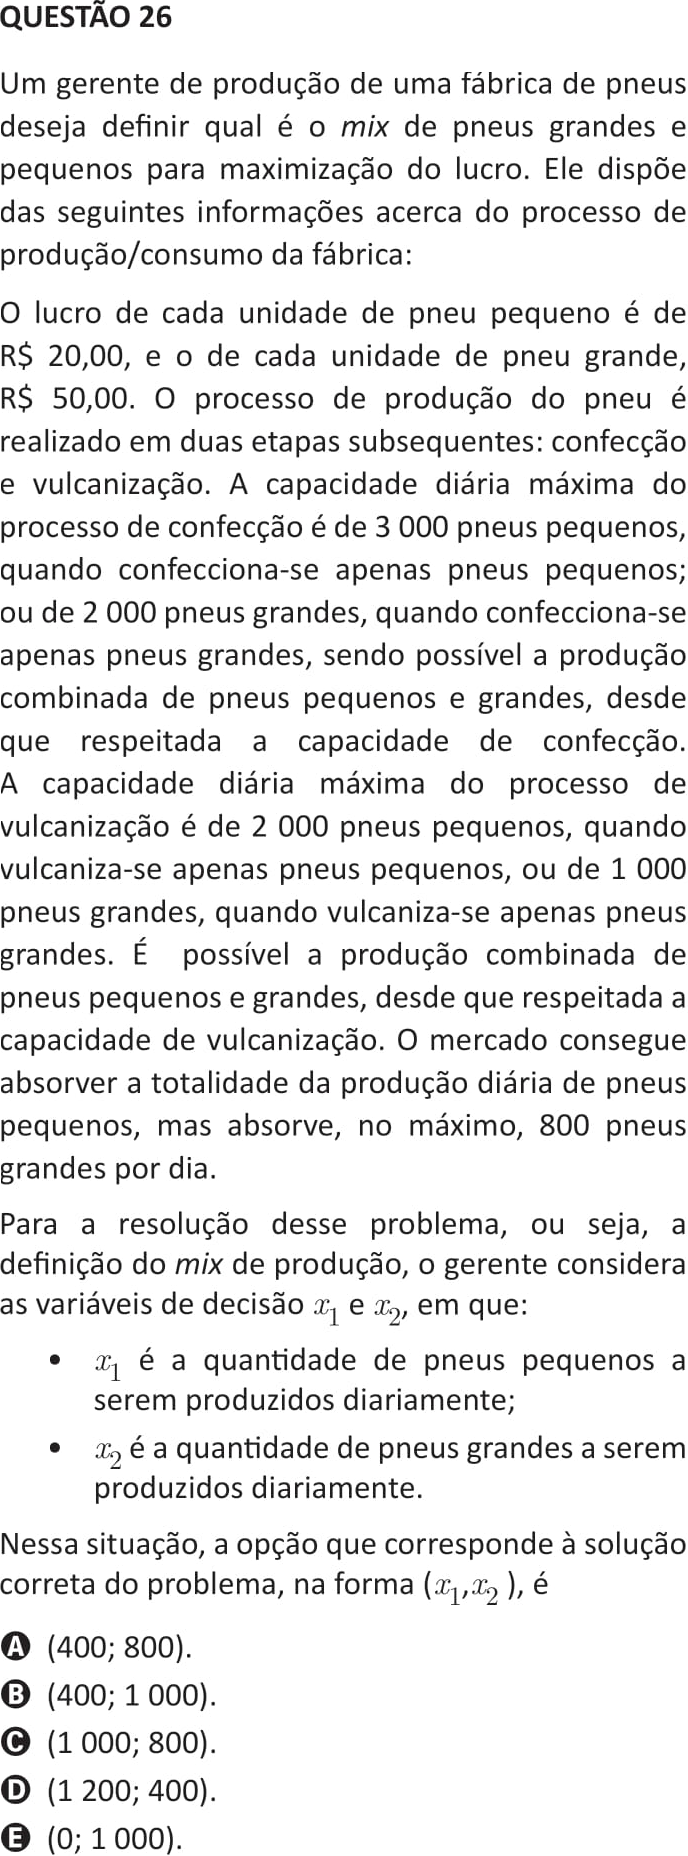 QUESTÃO 26
Um gerente de produção de uma fábrica de pneus
deseja definir qual é o mix de pneus grandes e
pequenos para maximização do lucro. Ele dispõe
das seguintes informações acerca do processo de
produção/consumo da fábrica:
O lucro de cada unidade de pneu pequeno é de
R$ 20,00, e o de cada unidade de pneu grande,
R$ 50,00. O processo de produção do pneu é
realizado em duas etapas subsequentes: confecção
e vulcanização. A capacidade diária máxima do
processo de confecção é de 3 000 pneus pequenos,
quando confecciona-se apenas pneus pequenos;
ou de 2 000 pneus grandes, quando confecciona-se
apenas pneus grandes, sendo possível a produção
combinada de pneus pequenos e grandes, desde
que respeitada a capacidade de confecção.
A capacidade diária máxima do processo de
vulcanização é de 2 000 pneus pequenos, quando
vulcaniza-se apenas pneus pequenos, ou de 1 000
pneus grandes, quando vulcaniza-se apenas pneus
grandes. É possível a produção combinada de
pneus pequenos e grandes, desde que respeitada a
capacidade de vulcanização. O mercado consegue
absorver a totalidade da produção diária de pneus
pequenos, mas absorve, no máximo, 800 pneus
grandes por dia.
Para a resolução desse problema, ou seja, a
definição do mix de produção, o gerente considera
as variáveis de decisão x₁ e x₂, em que:
• x₁ é a quantidade de pneus pequenos a
serem produzidos diariamente;
• x₂ é a quantidade de pneus grandes a serem
produzidos diariamente.
Nessa situação, a opção que corresponde à solução
correta do problema, na forma (x₁,x₂ ), é
A (400; 800).
B (400; 1 000).
C (1 000; 800).
D (1 200; 400).
E (0; 1 000).